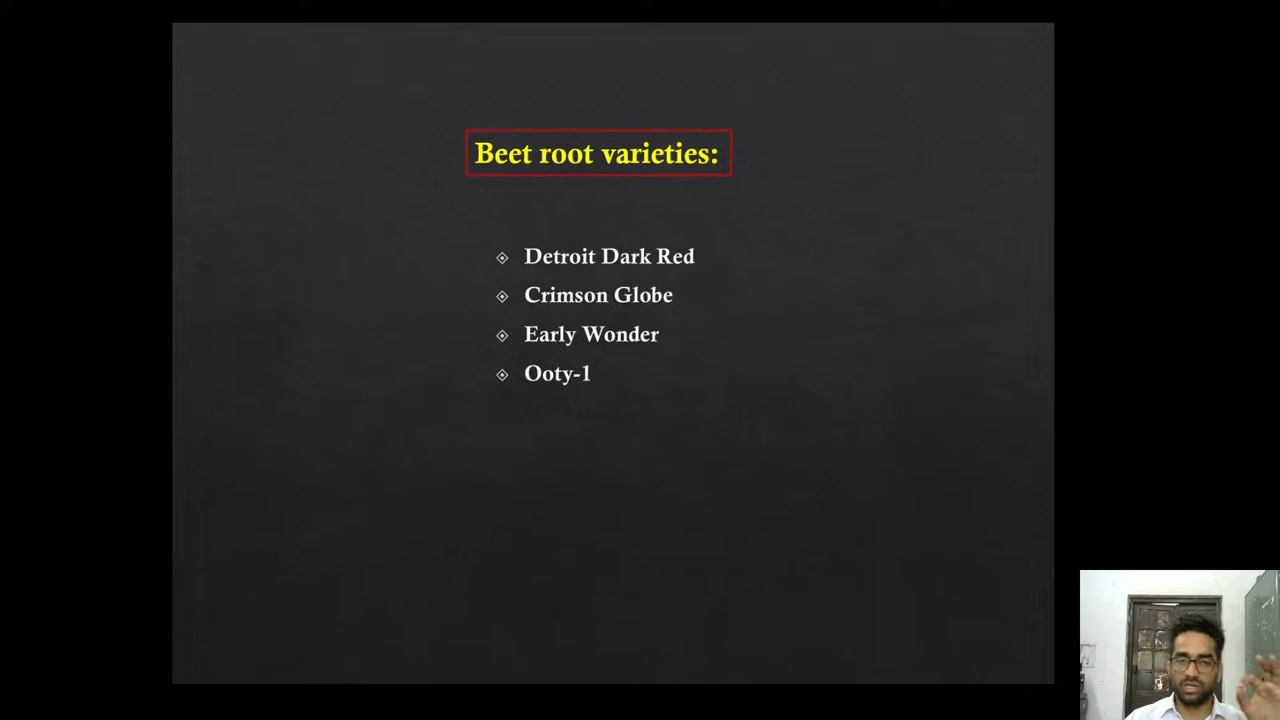 Beet root varieties:
Detroit Dark Red
Crimson Globe
Early Wonder
Ooty-1